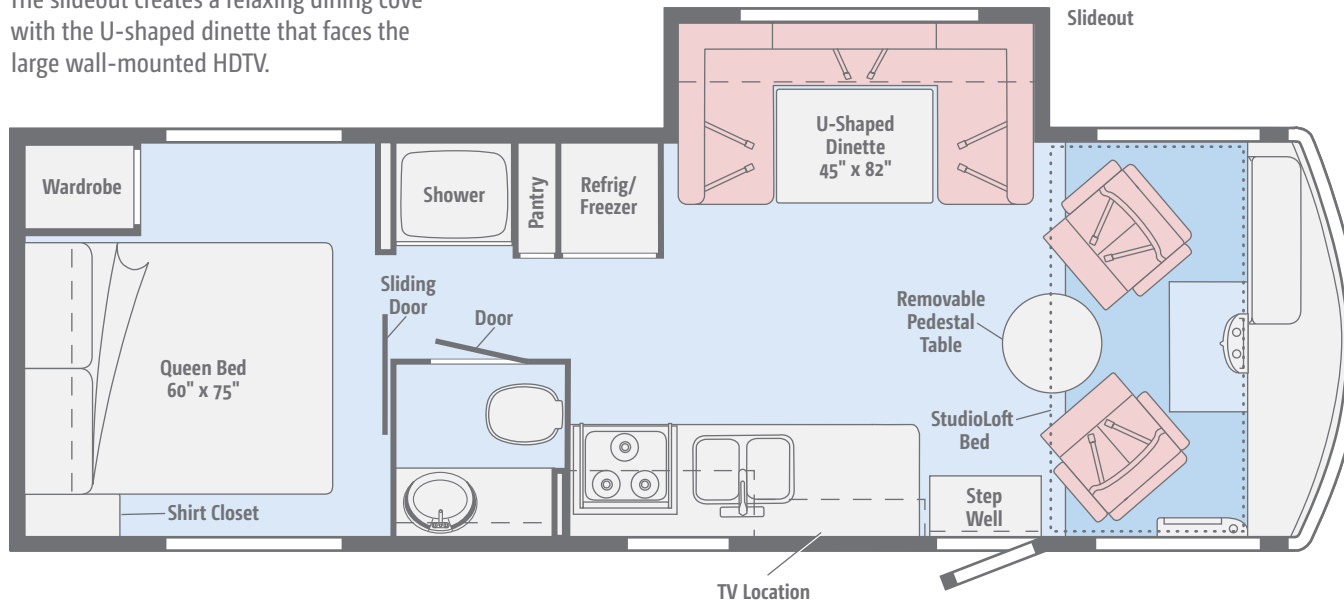 The slideout creates a relaxing dining cove
with the U-shaped dinette that faces the
large wall-mounted HDTV.
Slideout
U-Shaped
Dinette
45" x 82"
Wardrobe
Shower
Pantry
Refrig/
Freezer
Sliding
Door
Door
Removable
Pedestal
Table
Queen Bed
60" x 75"
StudioLoft
Bed
Step
Well
Shirt Closet
TV Location